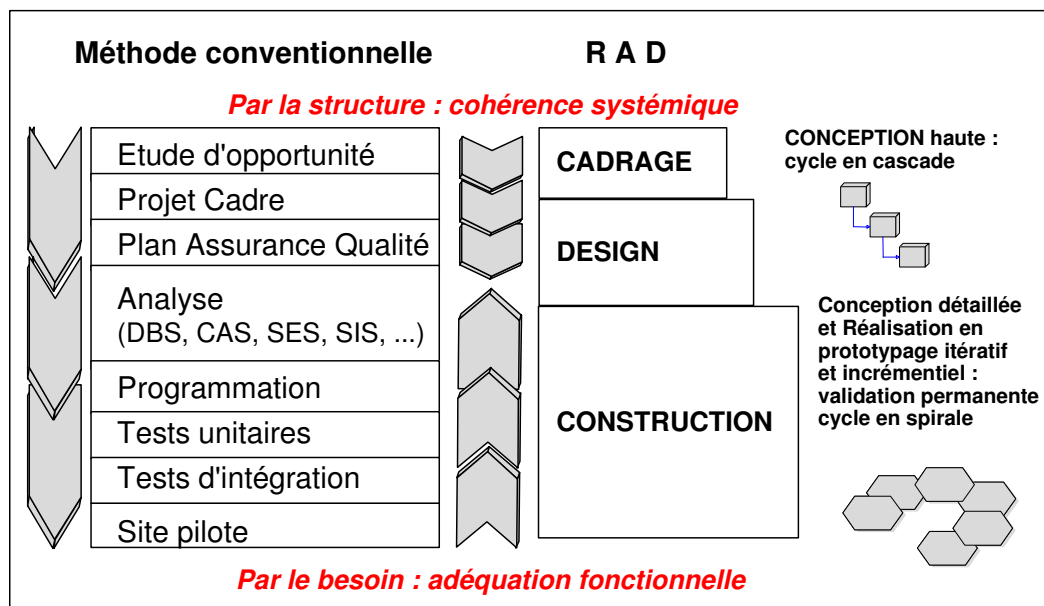 Méthode conventionnelle
R A D
Par la structure : cohérence systémique
Etude d'opportunité
Projet Cadre
Plan Assurance Qualité
Analyse
(DBS, CAS, SES, SIS, ...)
Programmation
Tests unitaires
Tests d'intégration
Site pilote
CADRAGE
DESIGN
CONSTRUCTION
CONCEPTION haute :
cycle en cascade
Conception détaillée
et Réalisation en
prototypage itératif
et incrémentiel :
validation permanente
cycle en spirale
Par le besoin : adéquation fonctionnelle